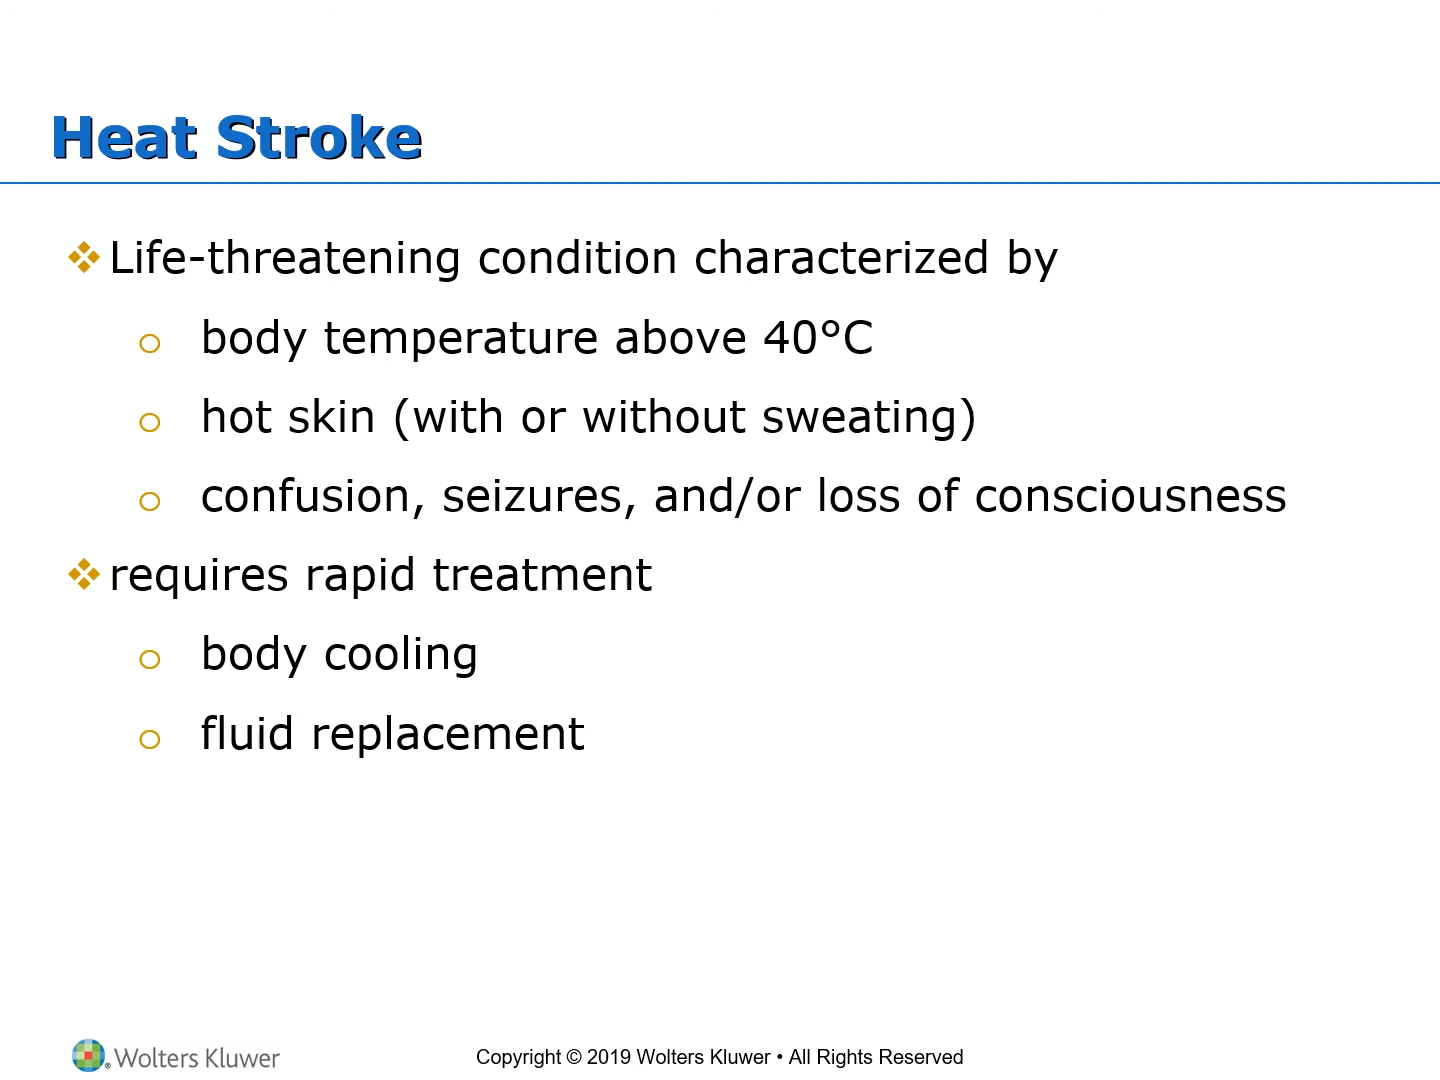 Heat Stroke
Life-threatening condition characterized by
body temperature above 40°C
hot skin (with or without sweating)
confusion, seizures, and/or loss of consciousness
requires rapid treatment
body cooling
fluid replacement
® Wolters Kluwer
Copyright © 2019 Wolters Kluwer • All Rights Reserved